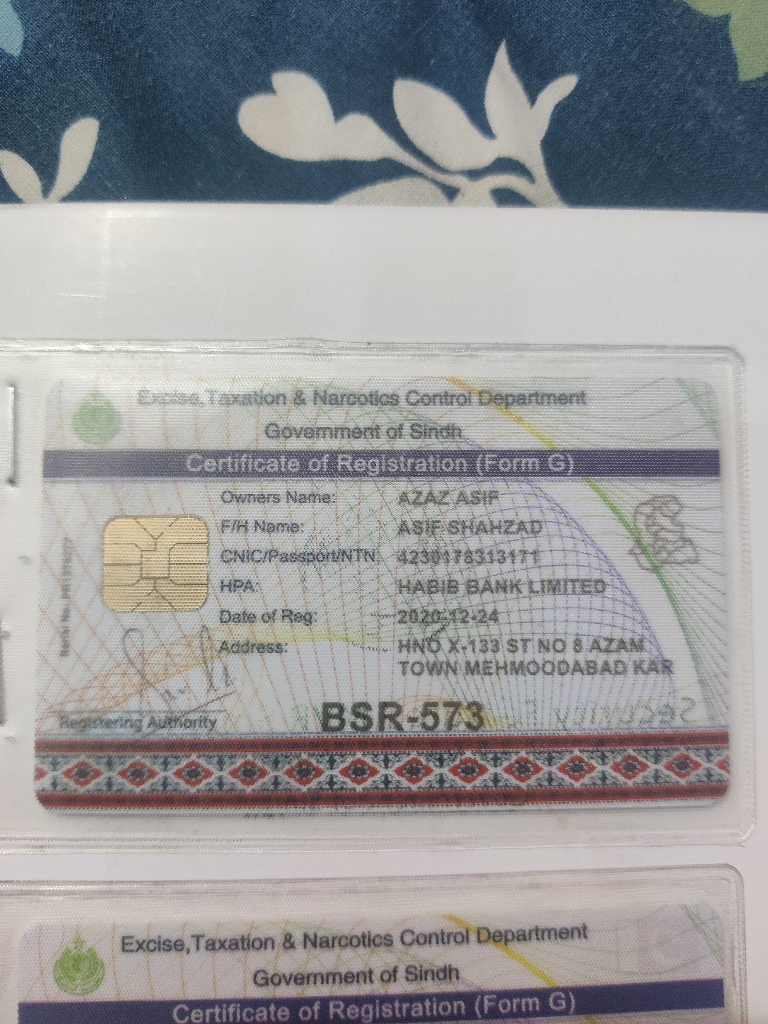 Excise,Taxation & Narcotics Control Department
Government of Sindh
Certificate of Registration (Form G)
Owners Name: AZAZ ASIF
F/H Name: ASIF SHAHZAD
CNIC/Passport/NTN: 4230178313171
HPA: HABIB BANK LIMITED
Date of Reg: 2020-12-24
Address: HNO X-133 ST NO 8 AZAM
TOWN MEHMOODABAD KAR
Serial No.
Registering Authority
BSR-573
Excise,Taxation & Narcotics Control Department
Government of Sindh
Certificate of Registration (Form G)